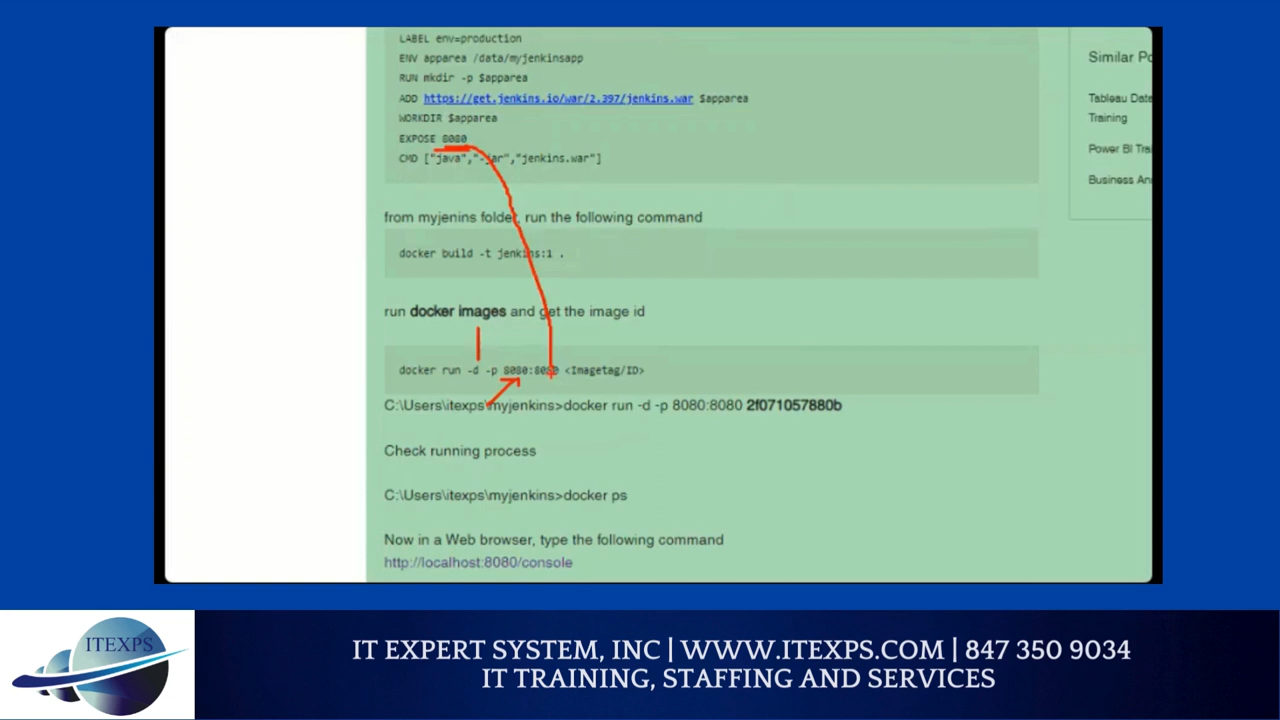 LABEL env=production
ENV apparea /data/myjenkinsapp
RUN mkdir -p $apparea
ADD https://get.jenkins.io/war/2.397/jenkins.war $apparea
WORKDIR $apparea
EXPOSE 8080
CMD ["java","-jar","jenkins.war"]
from myjenins folder, run the following command
docker build -t jenkins:1 .
run docker images and get the image id
docker run -d -p 8080:8080 <Imagetag/ID>
C:\Users\itexps\myjenkins>docker run -d -p 8080:8080 2f071057880b
Check running process
C:\Users\itexps\myjenkins>docker ps
Now in a Web browser, type the following command
http://localhost:8080/console
Similar Po
Tableau Date
Training
Power BI Trai
Business An
ITEXPS
IT EXPERT SYSTEM, INC | WWW.ITEXPS.COM | 847 350 9034
IT TRAINING, STAFFING AND SERVICES